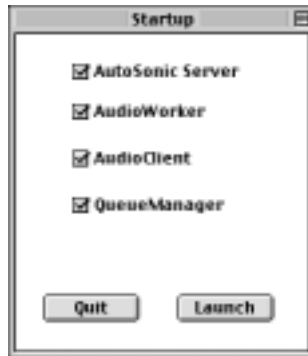 Startup
AutoSonic Server
AudioWorker
AudioClient
QueueManager
Quit Launch